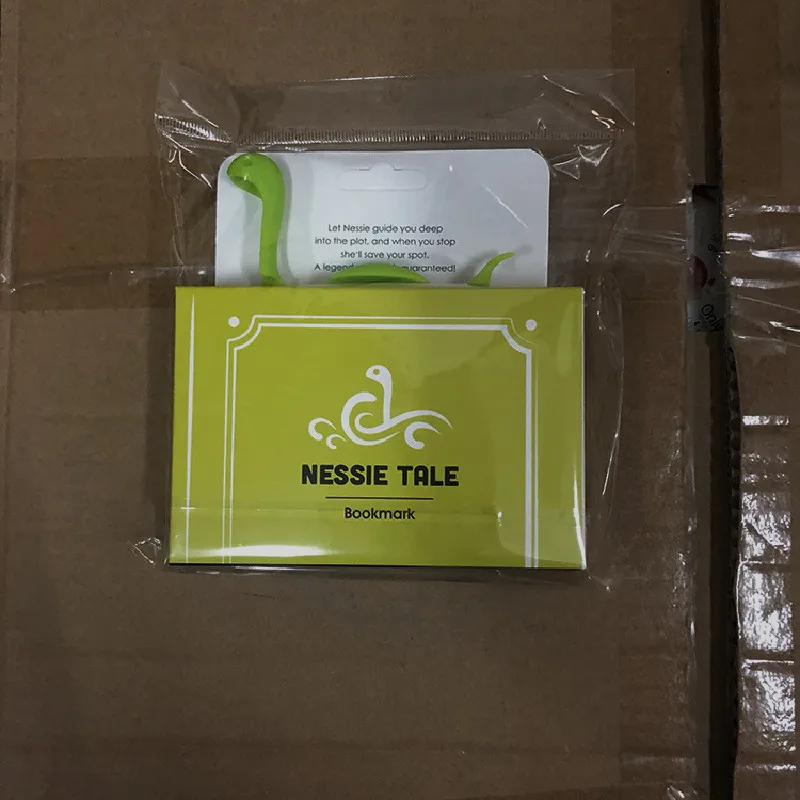 Let Nessie guide you deep
into the plot, and when you stop
she'll save your spot.
A legend guaranteed!
NESSIE TALE
Bookmark
Only